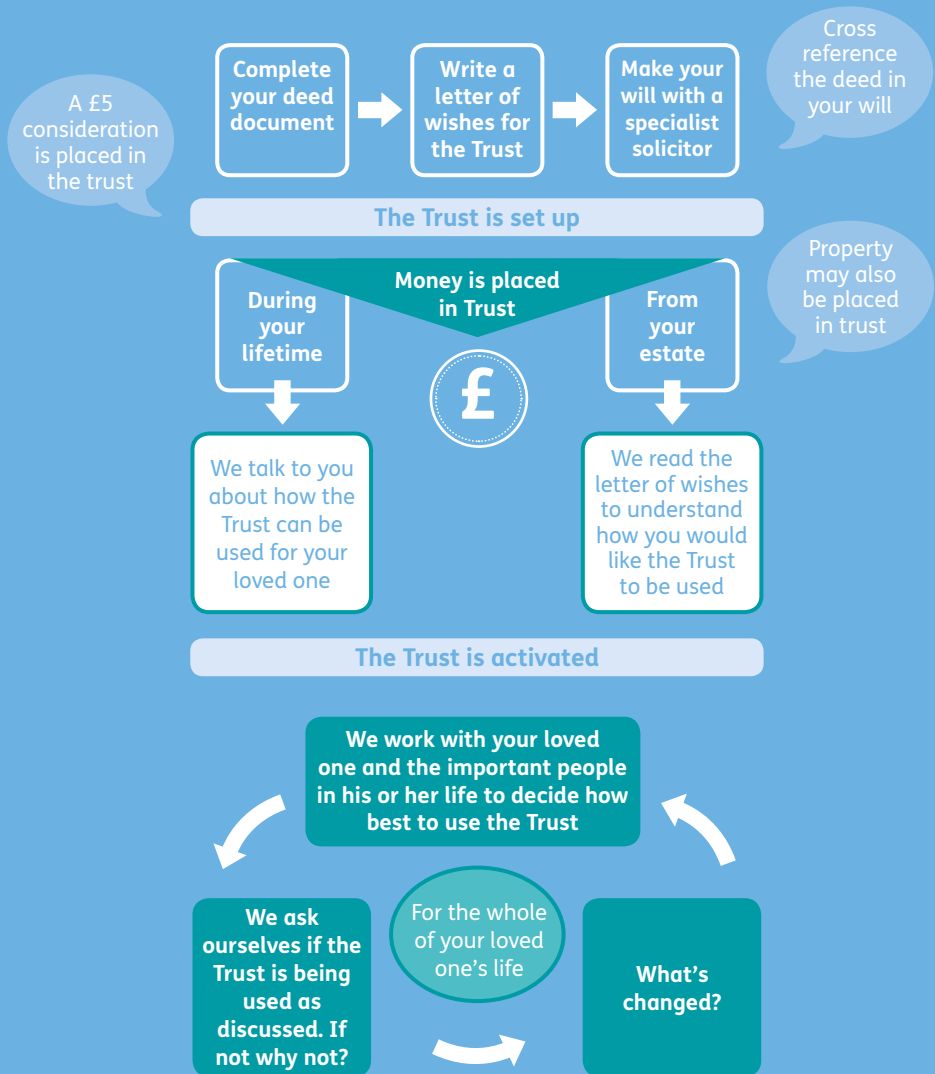 Complete
your deed
document
Write a
letter of
wishes for
the Trust
Make your
will with a
specialist
solicitor
Cross
reference
the deed in
your will
A £5
consideration
is placed in
the trust
The Trust is set up
Money is placed
in Trust
During
your
lifetime
From
your
estate
Property
may also
be placed
in trust
£
We talk to you
about how the
Trust can be
used for your
loved one
We read the
letter of wishes
to understand
how you would
like the Trust
to be used
The Trust is activated
We work with your loved
one and the important people
in his or her life to decide how
best to use the Trust
We ask
ourselves if the
Trust is being
used as
discussed. If
not why not?
For the whole
of your loved
one's life
What's
changed?